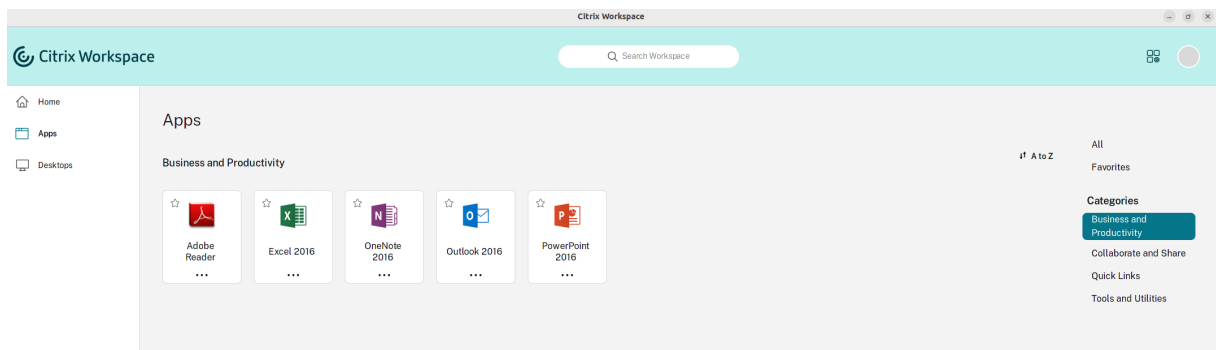 Citrix Workspace
Citrix Workspace
Search Workspace
Home
Apps
Desktops
Apps
Business and Productivity
A to Z
Adobe
Reader
Excel 2016
OneNote
2016
Outlook 2016
PowerPoint
2016
All
Favorites
Categories
Business and
Productivity
Collaborate and Share
Quick Links
Tools and Utilities